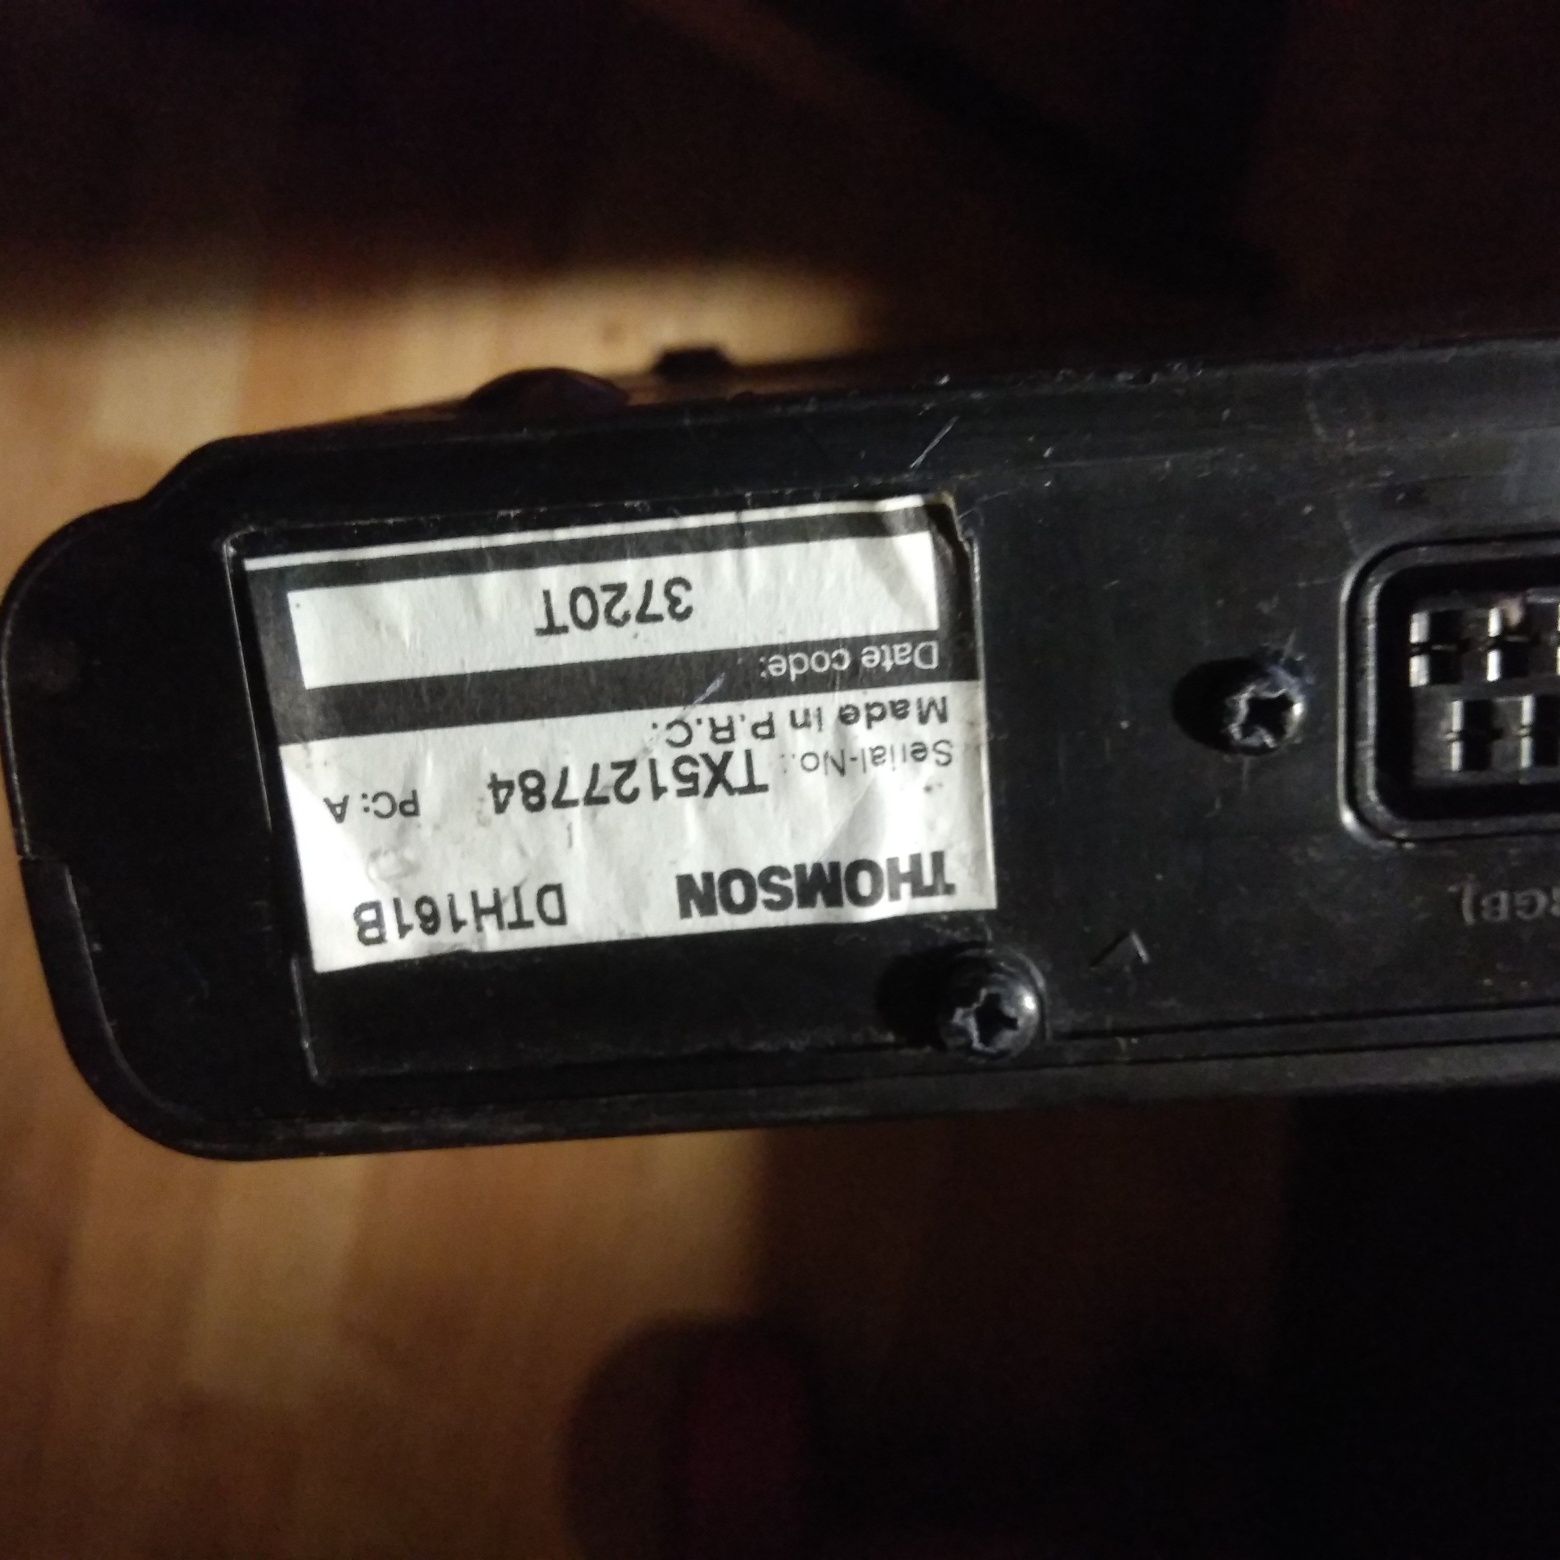 THOMSON DTH161B
Serial-No.: TX5127784 PC: A
Made in P.R.C.
Date code:
3720T